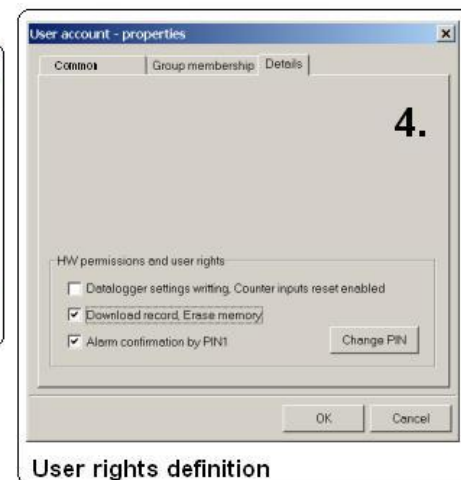 User account - properties
Common Group membership Details
4.
HW permissions and user rights
Datalogger settings writting, Counter inputs reset enabled
Download record, Erase memory
Alarm confirmation by PIN1
Change PIN
OK Cancel
User rights definition